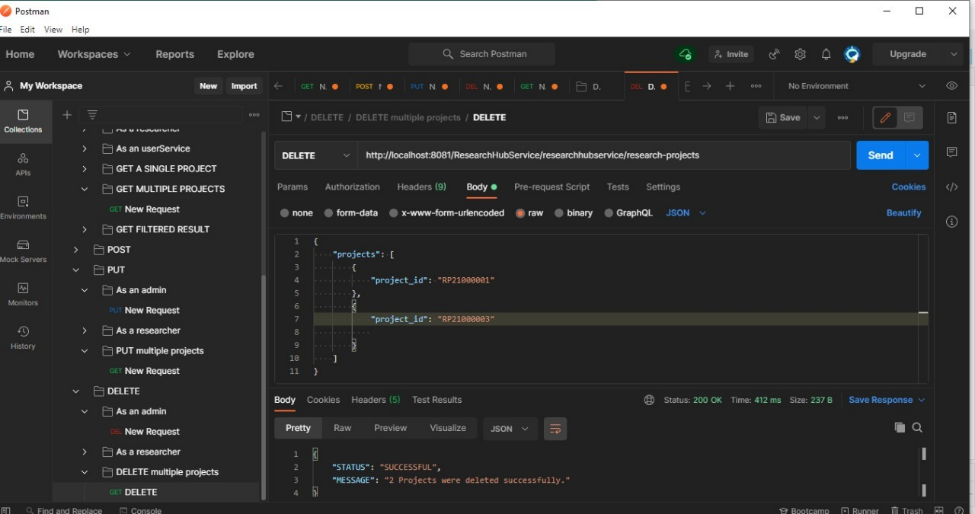 Postman
File Edit View Help
Home Workspaces Reports Explore Search Postman Invite Upgrade
My Workspace New Import GET N. POST PUT N. DEL N. GET N. D. DEL D. No Environment
/ DELETE / DELETE multiple projects / DELETE Save
Collections
APIs
Environments
Mock Servers
Monitors
History
As a researcher
As an userService
GET A SINGLE PROJECT
GET MULTIPLE PROJECTS
GET New Request
GET FILTERED RESULT
POST
PUT
As an admin
PUT New Request
As a researcher
PUT multiple projects
GET New Request
DELETE
As an admin
DEL New Request
As a researcher
DELETE multiple projects
GET DELETE
DELETE http://localhost:8081/ResearchHubService/researchhubservice/research-projects Send
Params Authorization Headers (9) Body Pre-request Script Tests Settings Cookies
none form-data x-www-form-urlencoded raw binary GraphQL JSON Beautify
1 {
2 "projects": [
3 {
4 "project_id": "RP21000001"
5 },
6 {
7 "project_id": "RP21000003"
8
9 }
10 ]
11 }
Body Cookies Headers (5) Test Results Status: 200 OK Time: 412 ms Size: 237 B Save Response
Pretty Raw Preview Visualize JSON
1 {
2 "STATUS": "SUCCESSFUL",
3 "MESSAGE": "2 Projects were deleted successfully."
4 }
Find and Replace Console Bootcamp Runner Trash